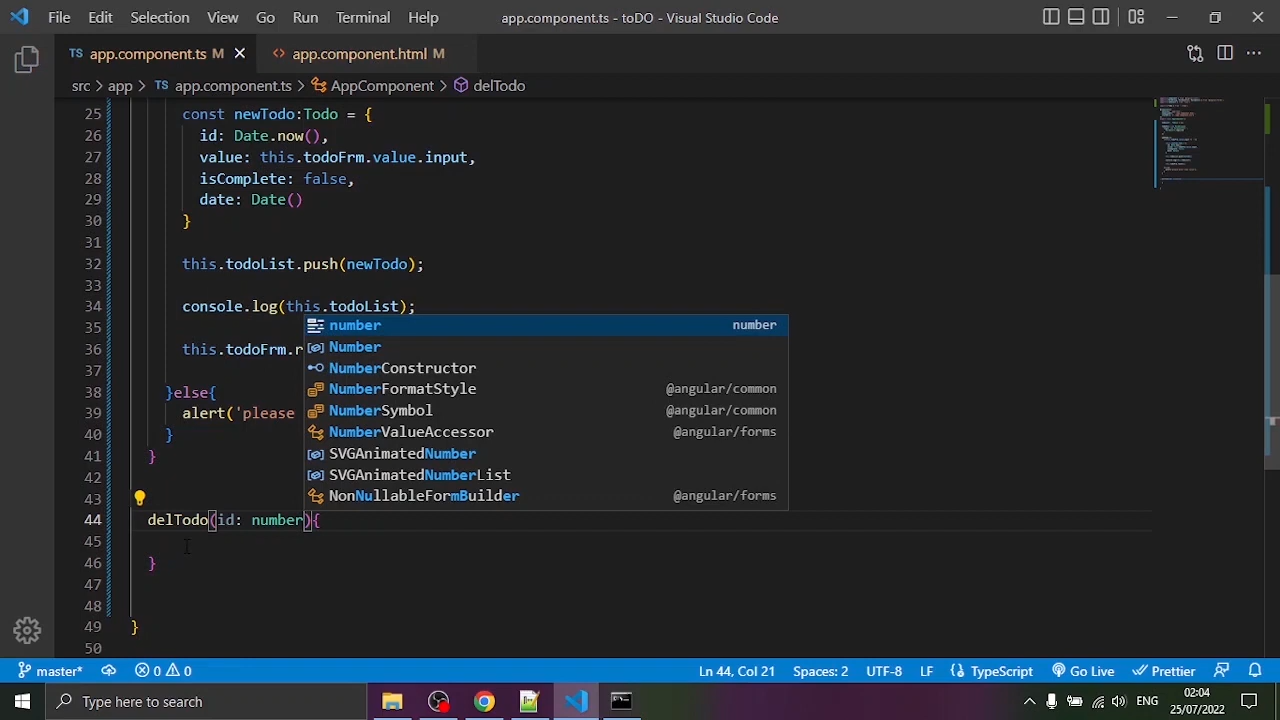 File Edit Selection View Go Run Terminal Help app.component.ts - toDO - Visual Studio Code
TS app.component.ts M app.component.html M
src > app > TS app.component.ts > AppComponent > delTodo
25 const newTodo:Todo = {
26 id: Date.now(),
27 value: this.todoFrm.value.input,
28 isComplete: false,
29 date: Date()
30 }
31
32 this.todoList.push(newTodo);
33
34 console.log(this.todoList);
35 number number
36 this.todoFrm.r Number
37 NumberConstructor
38 }else{ NumberFormatStyle @angular/common
39 alert('please NumberSymbol @angular/common
40 } NumberValueAccessor @angular/forms
41 } SVGAnimatedNumber
42 SVGAnimatedNumberList
43 NonNullableFormBuilder @angular/forms
44 delTodo(id: number){
45
46 }
47
48
49 }
50
master* 0 0 Ln 44, Col 21 Spaces: 2 UTF-8 LF TypeScript Go Live Prettier
Type here to search ENG 02:04
25/07/2022